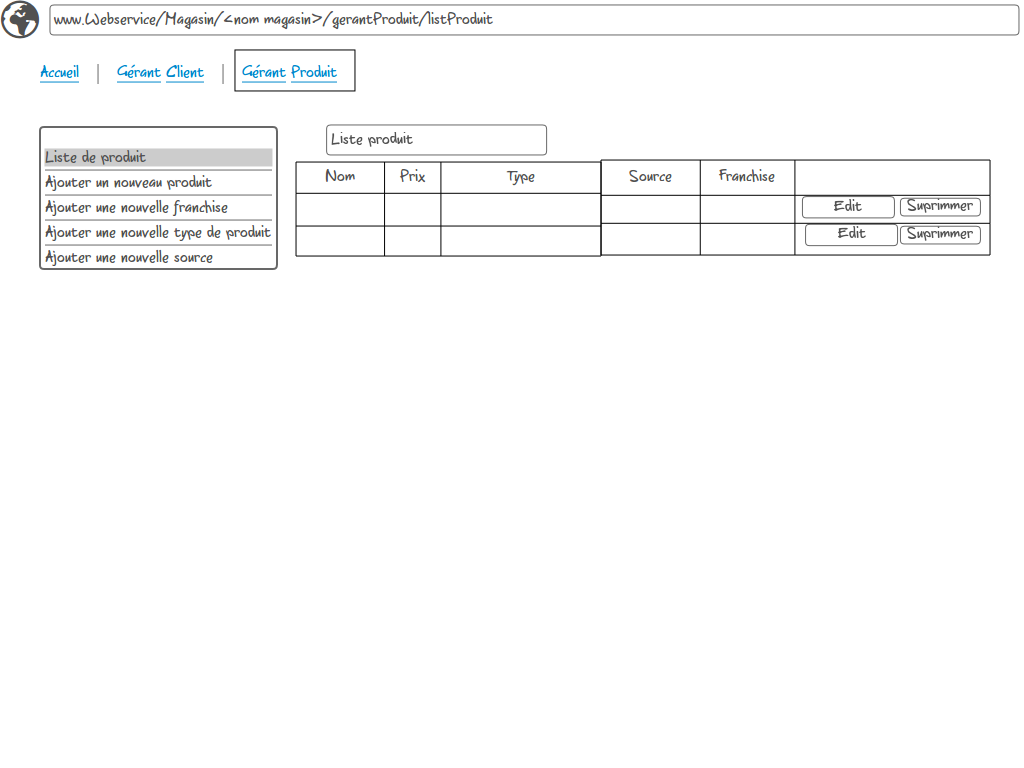 www.Webservice/Magasin/<nom magasin>/gerantProduit/listProduit
Accueil | Gérant Client | Gérant Produit
Liste produit
Liste de produit
Ajouter un nouveau produit
Ajouter une nouvelle franchise
Ajouter une nouvelle type de produit
Ajouter une nouvelle source
Nom Prix Type Source Franchise
Edit Suprimmer
Edit Suprimmer